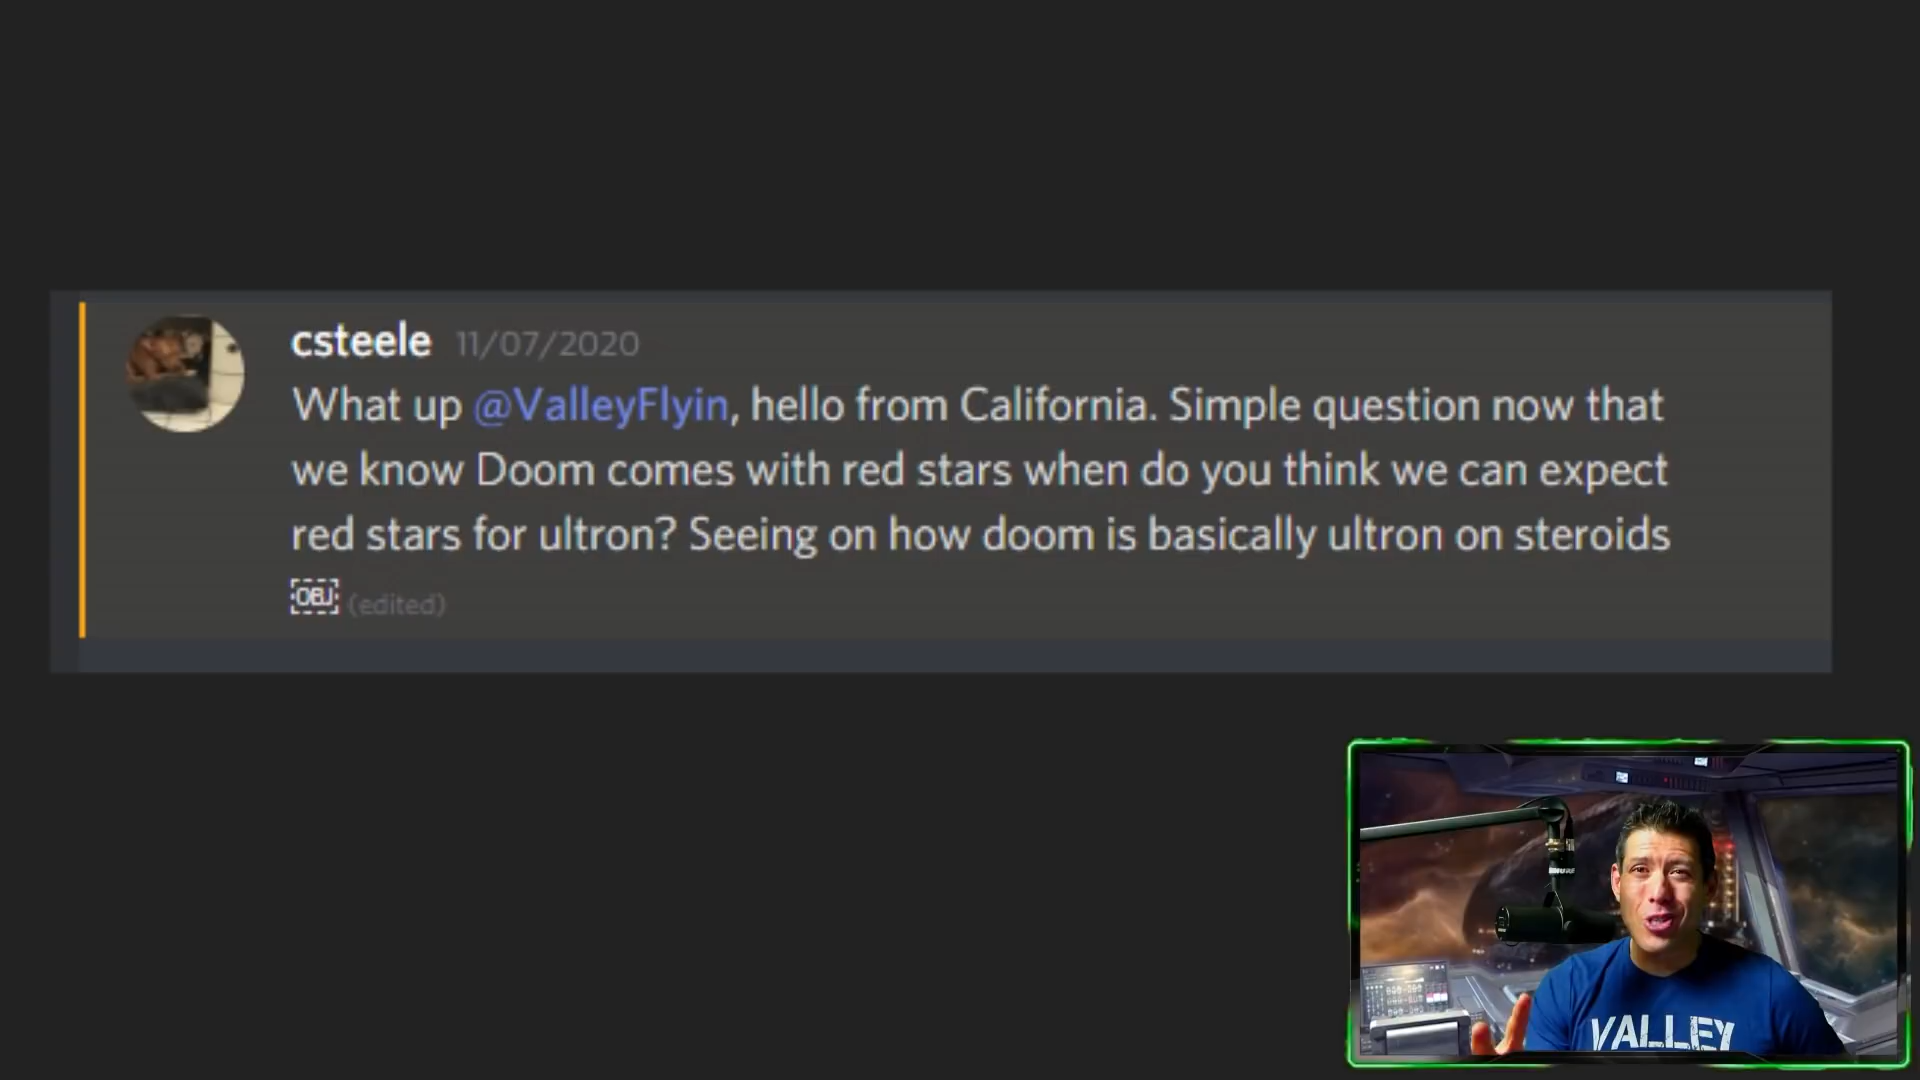 csteele 11/07/2020
What up @ValleyFlyin, hello from California. Simple question now that
we know Doom comes with red stars when do you think we can expect
red stars for ultron? Seeing on how doom is basically ultron on steroids
OBJ (edited)
VALLEY